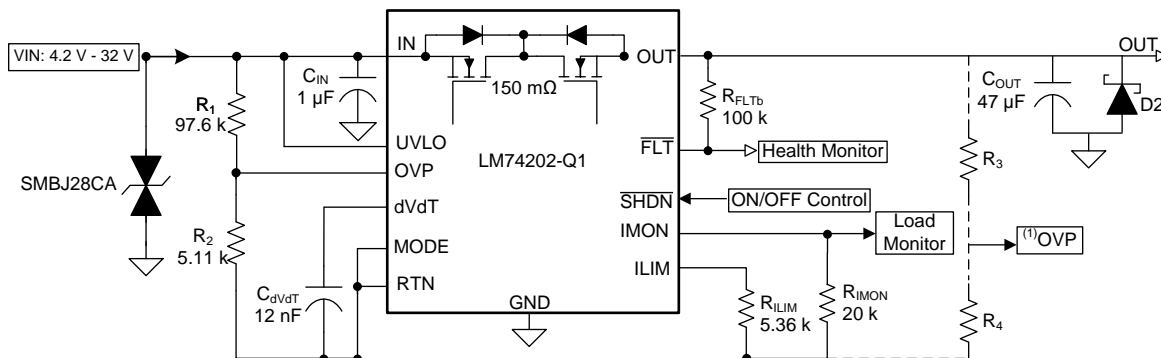 VIN: 4.2 V - 32 V
IN
OUT
OUT
CIN
1 µF
150 mΩ
R1
97.6 k
RFLTb
100 k
COUT
47 µF
D2
UVLO
LM74202-Q1
FLT
Health Monitor
R3
OVP
SMBJ28CA
SHDN
ON/OFF Control
dVdT
IMON
Load
Monitor
(1)OVP
R2
5.11 k
MODE
ILIM
RTN
CdVdT
12 nF
GND
RILIM
5.36 k
RIMON
20 k
R4